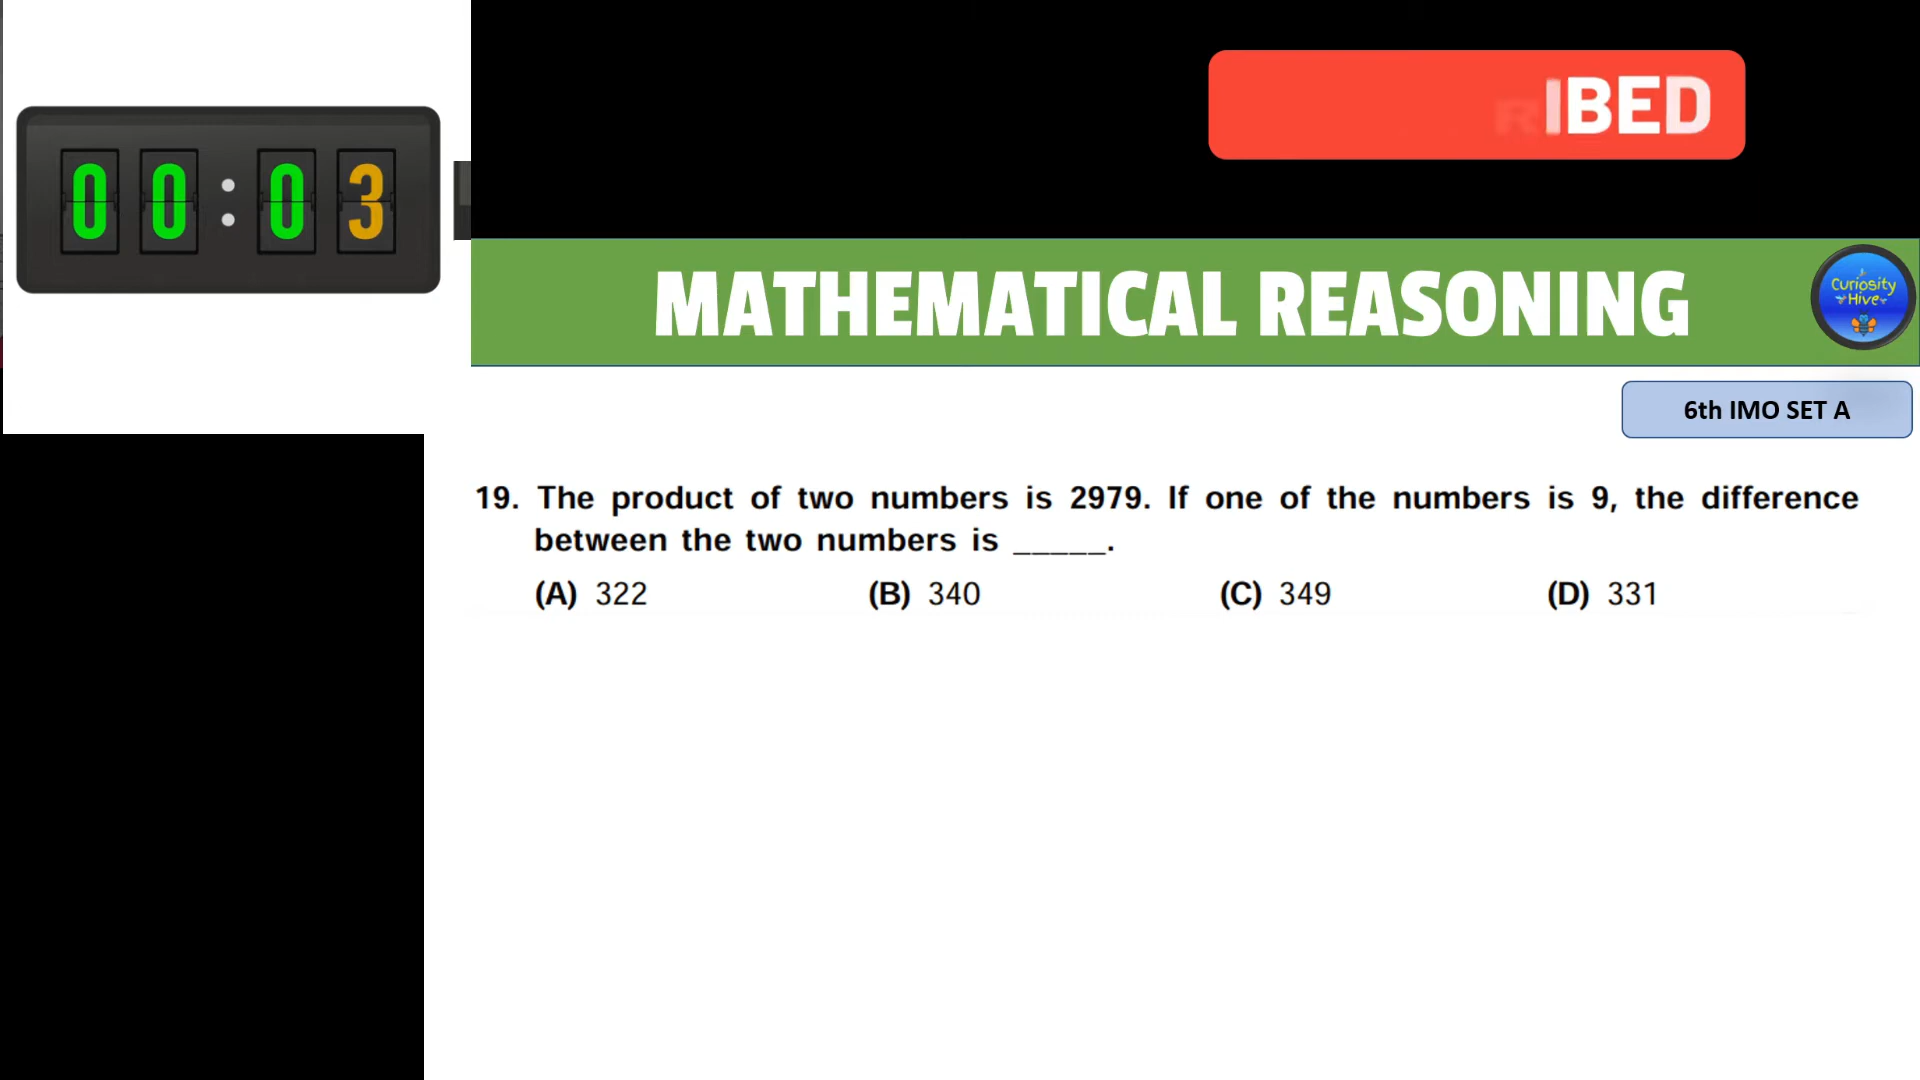 IBED
00:03
MATHEMATICAL REASONING
Curiosity
Hive
6th IMO SET A
19. The product of two numbers is 2979. If one of the numbers is 9, the difference
between the two numbers is _____.
(A) 322 (B) 340 (C) 349 (D) 331